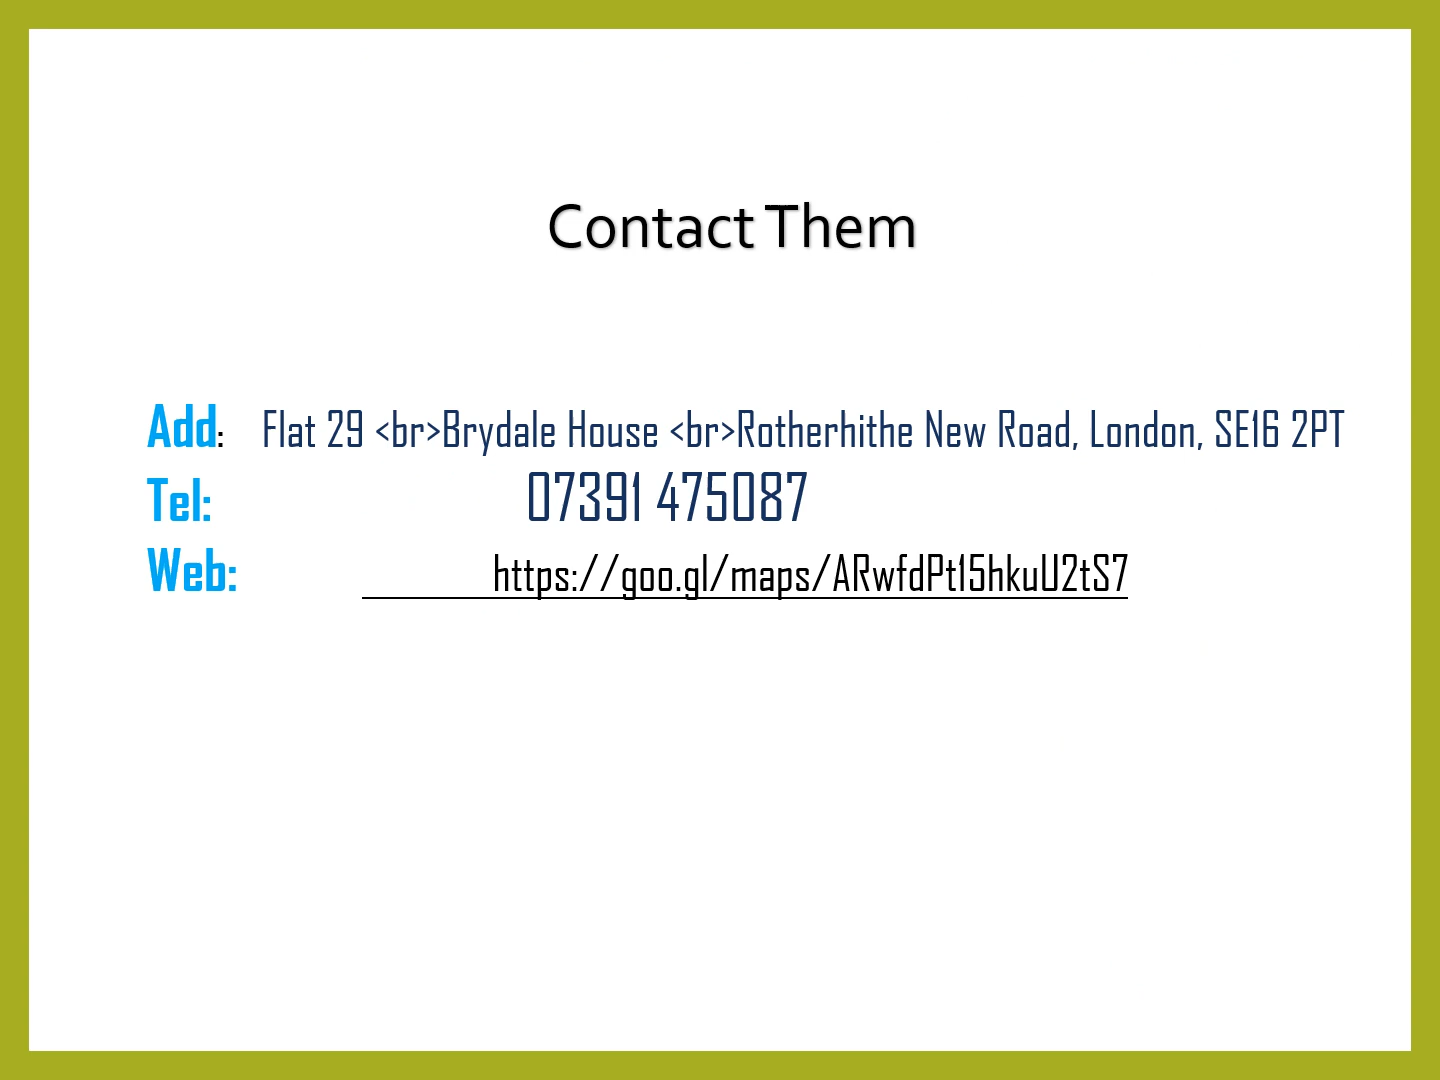 Contact Them
Add: Flat 29 <br>Brydale House <br>Rotherhithe New Road, London, SE16 2PT
Tel: 07391 475087
Web: https://goo.gl/maps/ARwfdPt15hkuU2tS7